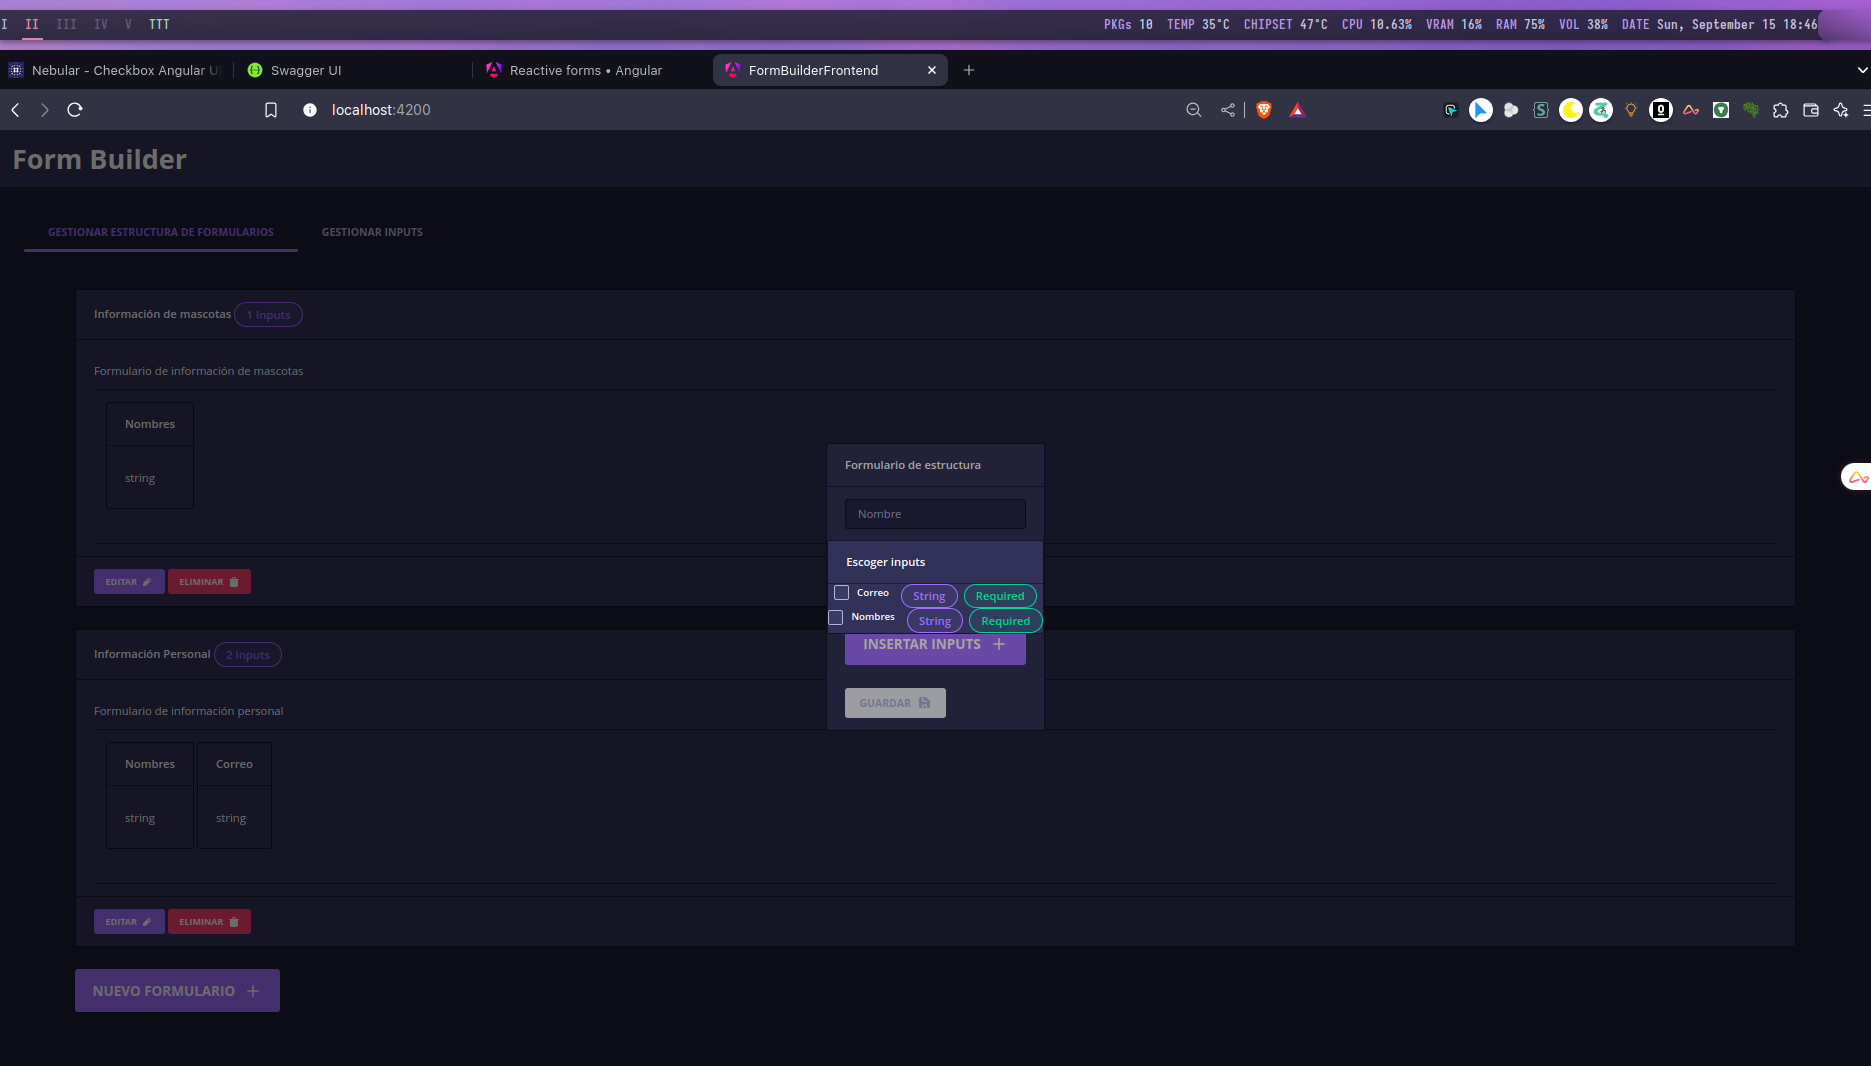 I II III IV V TTT PKGs 10 TEMP 35°C CHIPSET 47°C CPU 10.63% VRAM 16% RAM 75% VOL 38% DATE Sun, September 15 18:46
Nebular - Checkbox Angular U Swagger UI Reactive forms • Angular FormBuilderFrontend
localhost:4200
Form Builder
GESTIONAR ESTRUCTURA DE FORMULARIOS GESTIONAR INPUTS
Información de mascotas 1 Inputs
Formulario de información de mascotas
Nombres
string
EDITAR ELIMINAR
Formulario de estructura
Nombre
Escoger inputs
Correo String Required
Nombres String Required
INSERTAR INPUTS
GUARDAR
Información Personal 2 Inputs
Formulario de información personal
Nombres Correo
string string
EDITAR ELIMINAR
NUEVO FORMULARIO